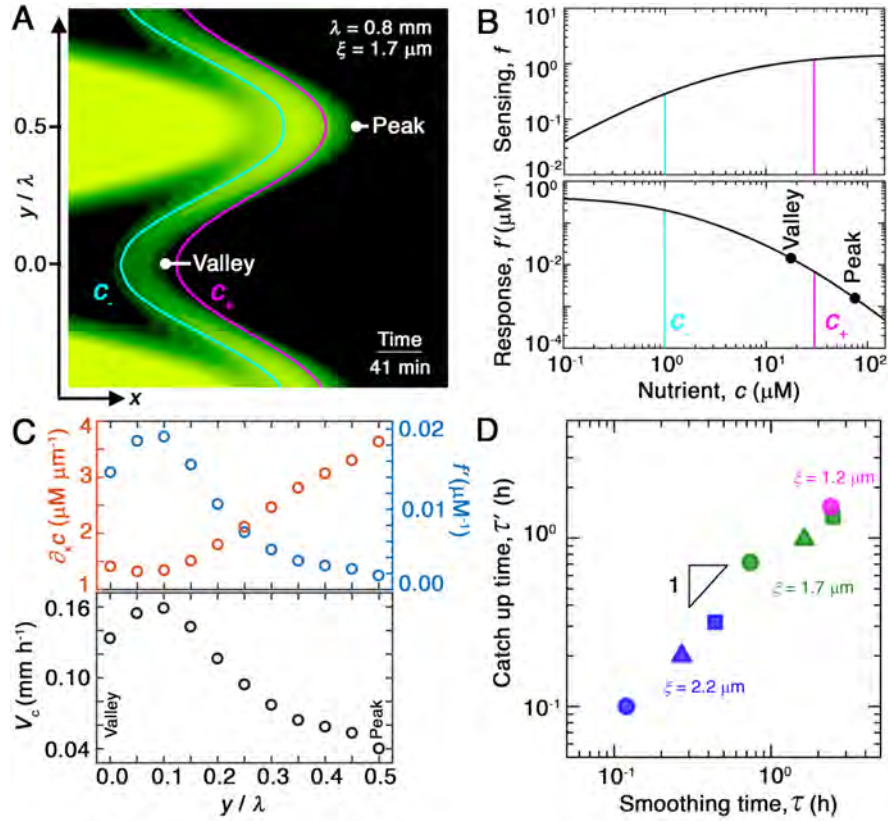 A
λ = 0.8 mm
ξ = 1.7 μm
y / λ
0.5
0.0
Peak
Valley
C₋
C₊
Time
41 min
x
B
Sensing, f
10¹
10⁰
10⁻¹
10⁻²
Response, f′(μM⁻¹)
10⁰
10⁻²
10⁻⁴
Valley
Peak
C₋
C₊
10⁻¹
10⁰
10¹
10²
Nutrient, c (μM)
C
∂ₓc (μM μm⁻¹)
4
3
2
1
f′(μM⁻¹)
0.02
0.01
0.00
V꜀ (mm h⁻¹)
0.16
0.10
0.04
Valley
Peak
0.0 0.1 0.2 0.3 0.4 0.5
y / λ
D
Catch up time, τ′ (h)
10⁰
10⁻¹
ξ = 1.2 μm
ξ = 1.7 μm
1
ξ = 2.2 μm
10⁻¹
10⁰
Smoothing time, τ (h)